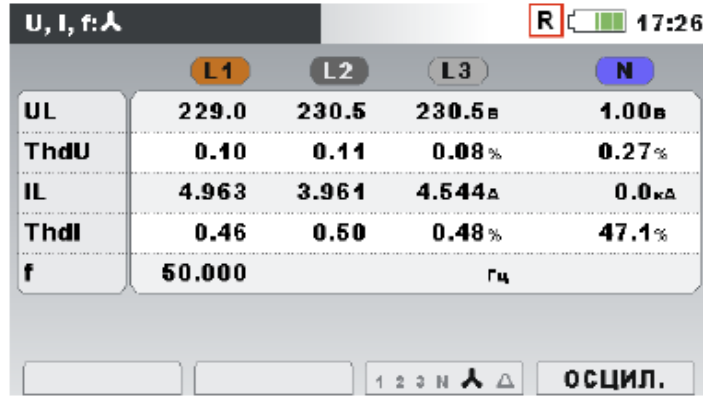 U, I, f: R 17:26
L1 L2 L3 N
UL 229.0 230.5 230.5в 1.00в
ThdU 0.10 0.11 0.08% 0.27%
IL 4.963 3.961 4.544А 0.0кА
ThdI 0.46 0.50 0.48% 47.1%
f 50.000 Гц
1 2 3 N Δ ОСЦИЛ.